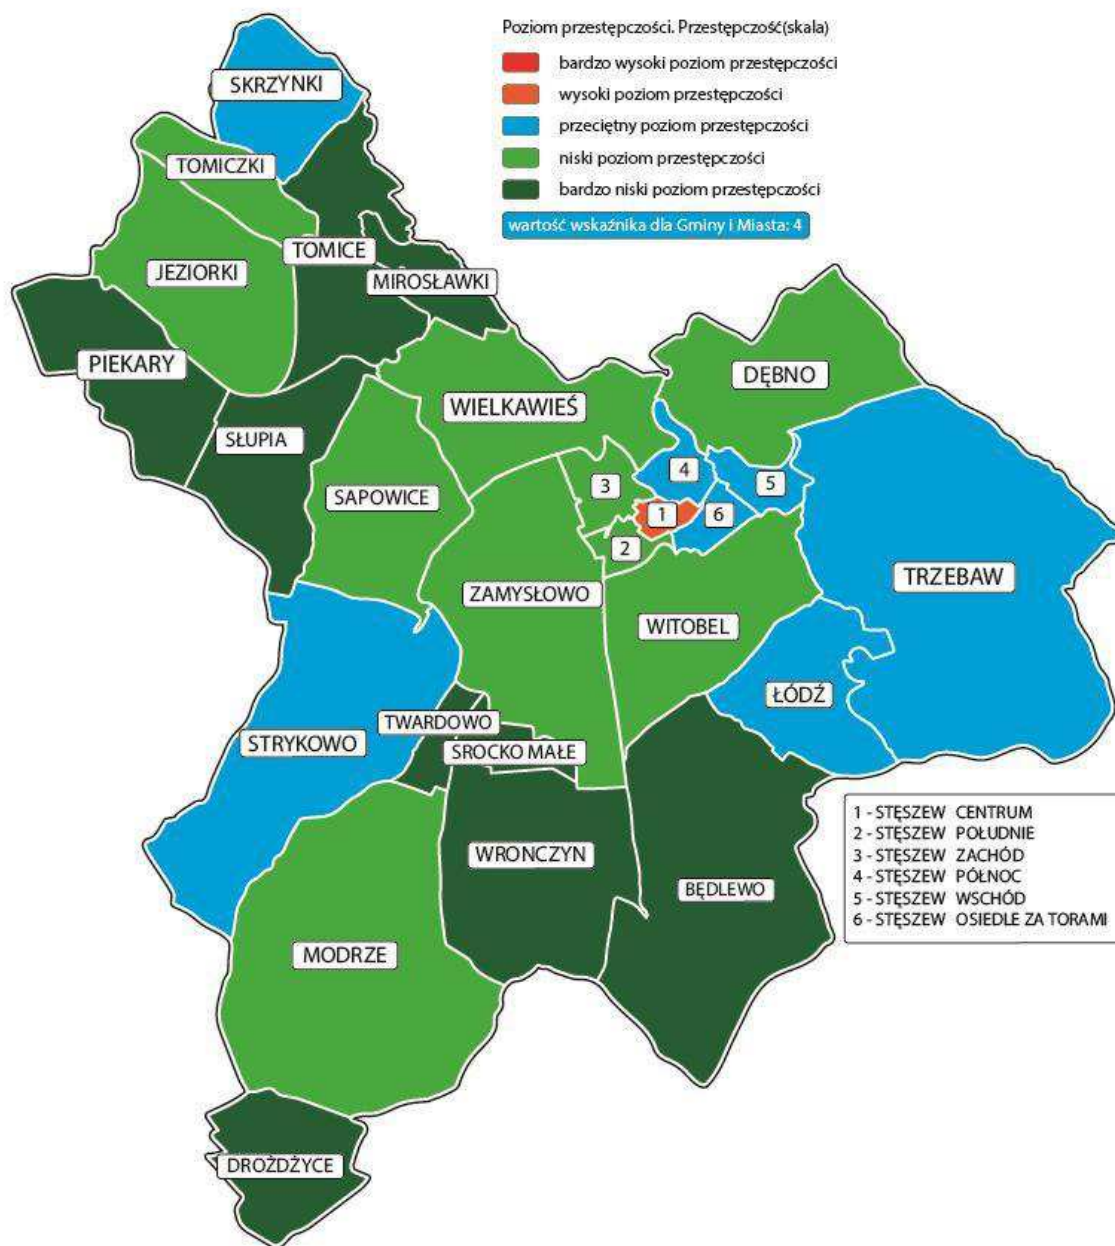 Poziom przestępczości. Przestępczość(skala)
bardzo wysoki poziom przestępczości
wysoki poziom przestępczości
przeciętny poziom przestępczości
niski poziom przestępczości
bardzo niski poziom przestępczości
wartość wskaźnika dla Gminy i Miasta: 4
SKRZYNKI
TOMICZKI
TOMICE
JEZIORKI
MIROSŁAWKI
PIEKARY
DĘBNO
WIELKAWIEŚ
SŁUPIA
4
5
3
SAPOWICE
1
6
2
TRZEBAW
ZAMYSŁOWO
WITOBEL
ŁÓDŹ
TWARDOWO
STRYKOWO
SROCKO MAŁE
WRONCZYN
BĘDLEWO
MODRZE
DROŻDŻYCE
1 - STĘSZEW CENTRUM
2 - STĘSZEW POŁUDNIE
3 - STĘSZEW ZACHÓD
4 - STĘSZEW PÓŁNOC
5 - STĘSZEW WSCHÓD
6 - STĘSZEW OSIEDLE ZA TORAMI